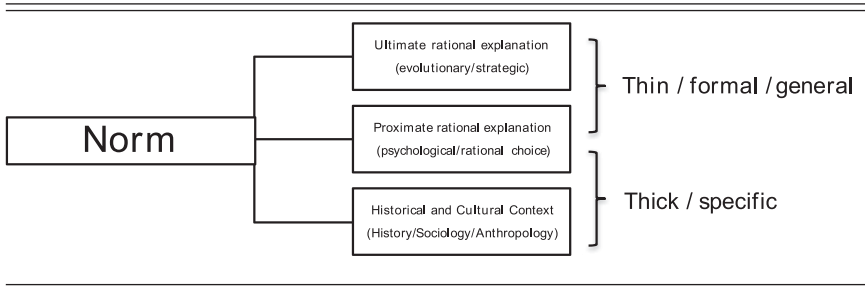 Norm
Ultimate rational explanation
(evolutionary/strategic)
Proximate rational explanation
(psychological/rational choice)
Historical and Cultural Context
(History/Sociology/Anthropology)
Thin / formal / general
Thick / specific